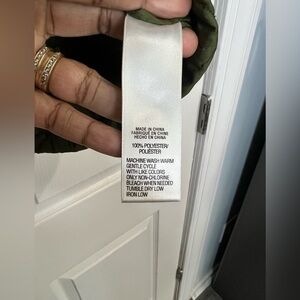 MADE IN CHINA
FABRIQUÉ EN CHINE
HECHO EN CHINA
100% POLYESTER/
POLIÉSTER
MACHINE WASH WARM
GENTLE CYCLE
WITH LIKE COLORS
ONLY NON-CHLORINE
BLEACH WHEN NEEDED
TUMBLE DRY LOW
IRON LOW